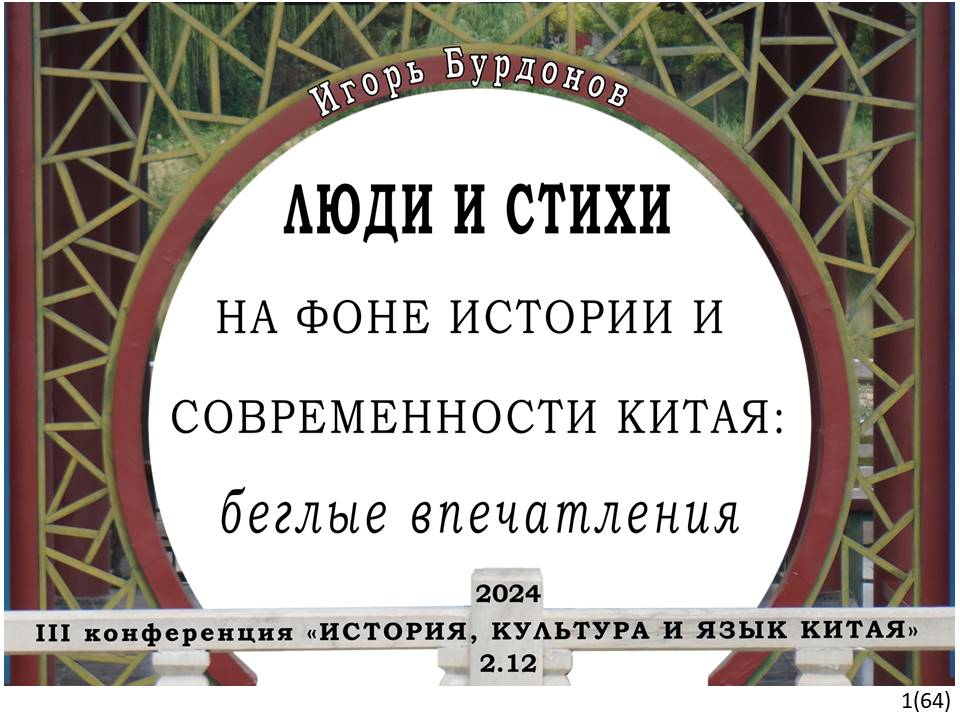 Игорь Бурдонов
ЛЮДИ И СТИХИ
НА ФОНЕ ИСТОРИИ И
СОВРЕМЕННОСТИ КИТАЯ:
беглые впечатления
2024
III конференция «ИСТОРИЯ, КУЛЬТУРА И ЯЗЫК КИТАЯ»
2.12
1(64)